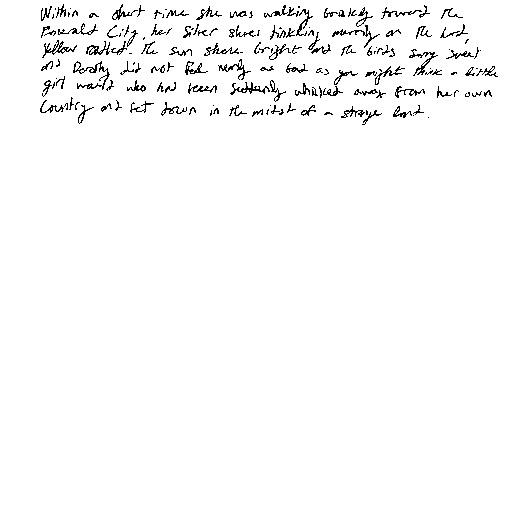 Within a short time she was walking briskly toward the
Emerald City, her Silver Shoes tinkling merrily on the hard,
yellow roadbed. The sun shone bright and the birds sang sweet
and Dorothy did not feel nearly as bad as you might think a little
girl would who had been suddenly whisked away from her own
country and set down in the midst of a strange land.